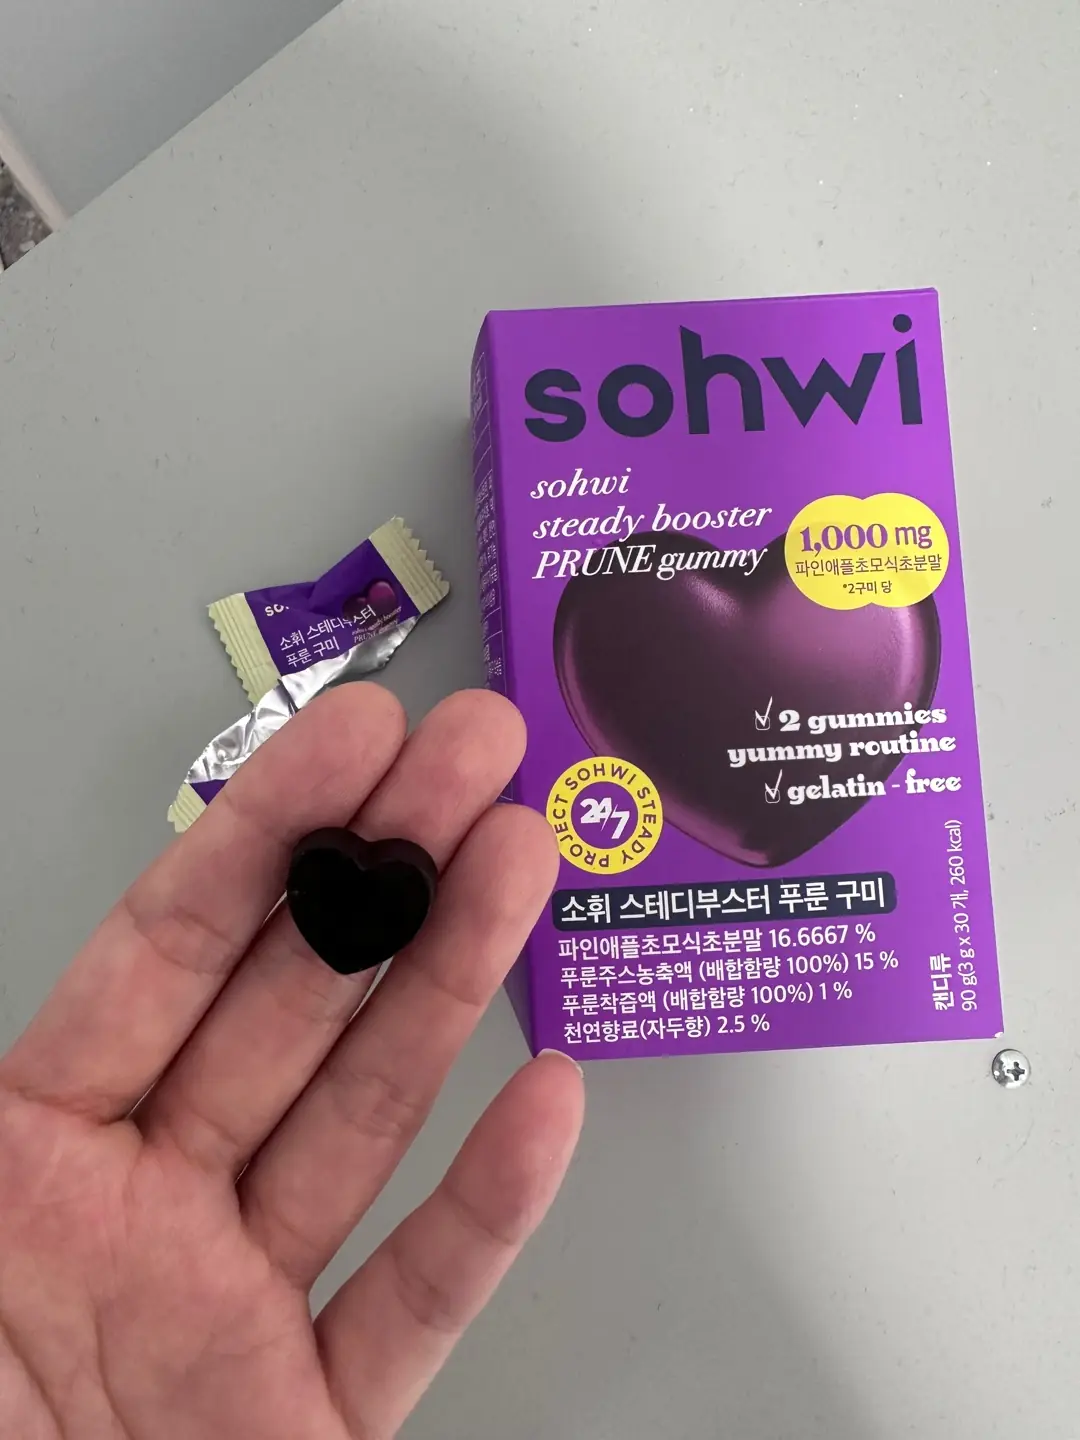 sohwi
sohwi
steady booster
PRUNE gummy
1,000 mg
파인애플초모식초분말
*2구미 당
2 gummies
yummy routine
gelatin-free
PROJECT SOHWI STEADY
24/7
소휘 스테디부스터 푸룬 구미
파인애플초모식초분말 16.6667 %
푸룬주스농축액 (배합함량 100%) 15 %
푸룬착즙액 (배합함량 100%) 1 %
천연향료(자두향) 2.5 %
캔디류
90 g(3 g x 30 개, 260 kcal)
소휘 스테디부스터
푸룬 구미
PRUNE gummy